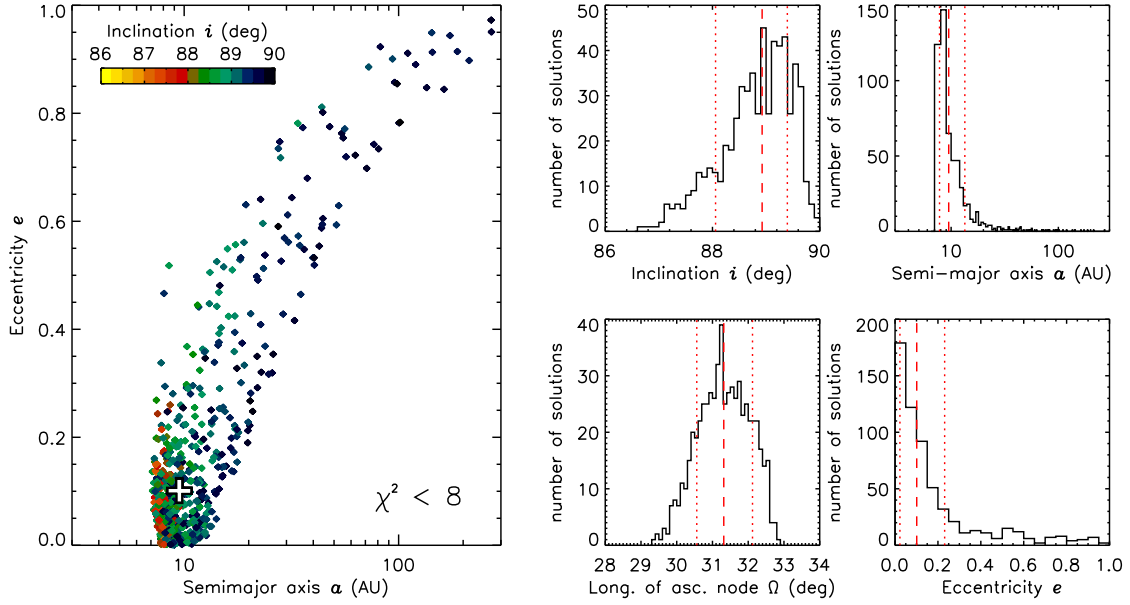 1.0
0.8
0.6
0.4
0.2
0.0
Eccentricity e
Inclination i (deg)
86 87 88 89 90
χ² < 8
10 100
Semimajor axis a (AU)
50
40
30
20
10
0
number of solutions
86 88 90
Inclination i (deg)
150
100
50
0
number of solutions
10 100
Semi-major axis a (AU)
40
30
20
10
0
number of solutions
28 29 30 31 32 33 34
Long. of asc. node Ω (deg)
200
150
100
50
0
number of solutions
0.0 0.2 0.4 0.6 0.8 1.0
Eccentricity e